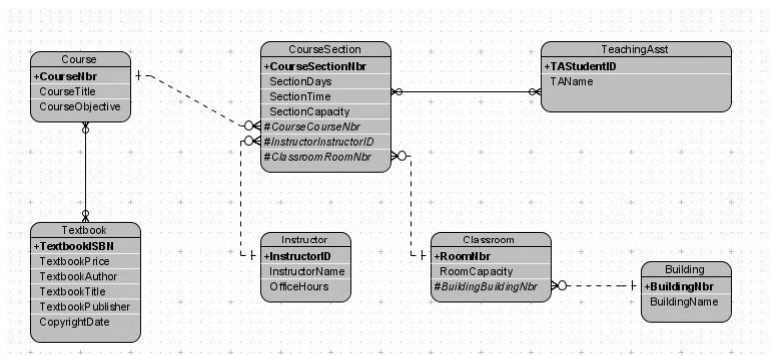 Course
+CourseNbr
CourseTitle
CourseObjective
CourseSection
+CourseSectionNbr
SectionDays
SectionTime
SectionCapacity
#CourseCourseNbr
#InstructorInstructorID
#ClassroomRoomNbr
TeachingAsst
+TAStudentID
TAName
Textbook
+TextbookISBN
TextbookPrice
TextbookAuthor
TextbookTitle
TextbookPublisher
CopyrightDate
Instructor
+InstructorID
InstructorName
OfficeHours
Classroom
+RoomNbr
RoomCapacity
#BuildingBuildingNbr
Building
+BuildingNbr
BuildingName